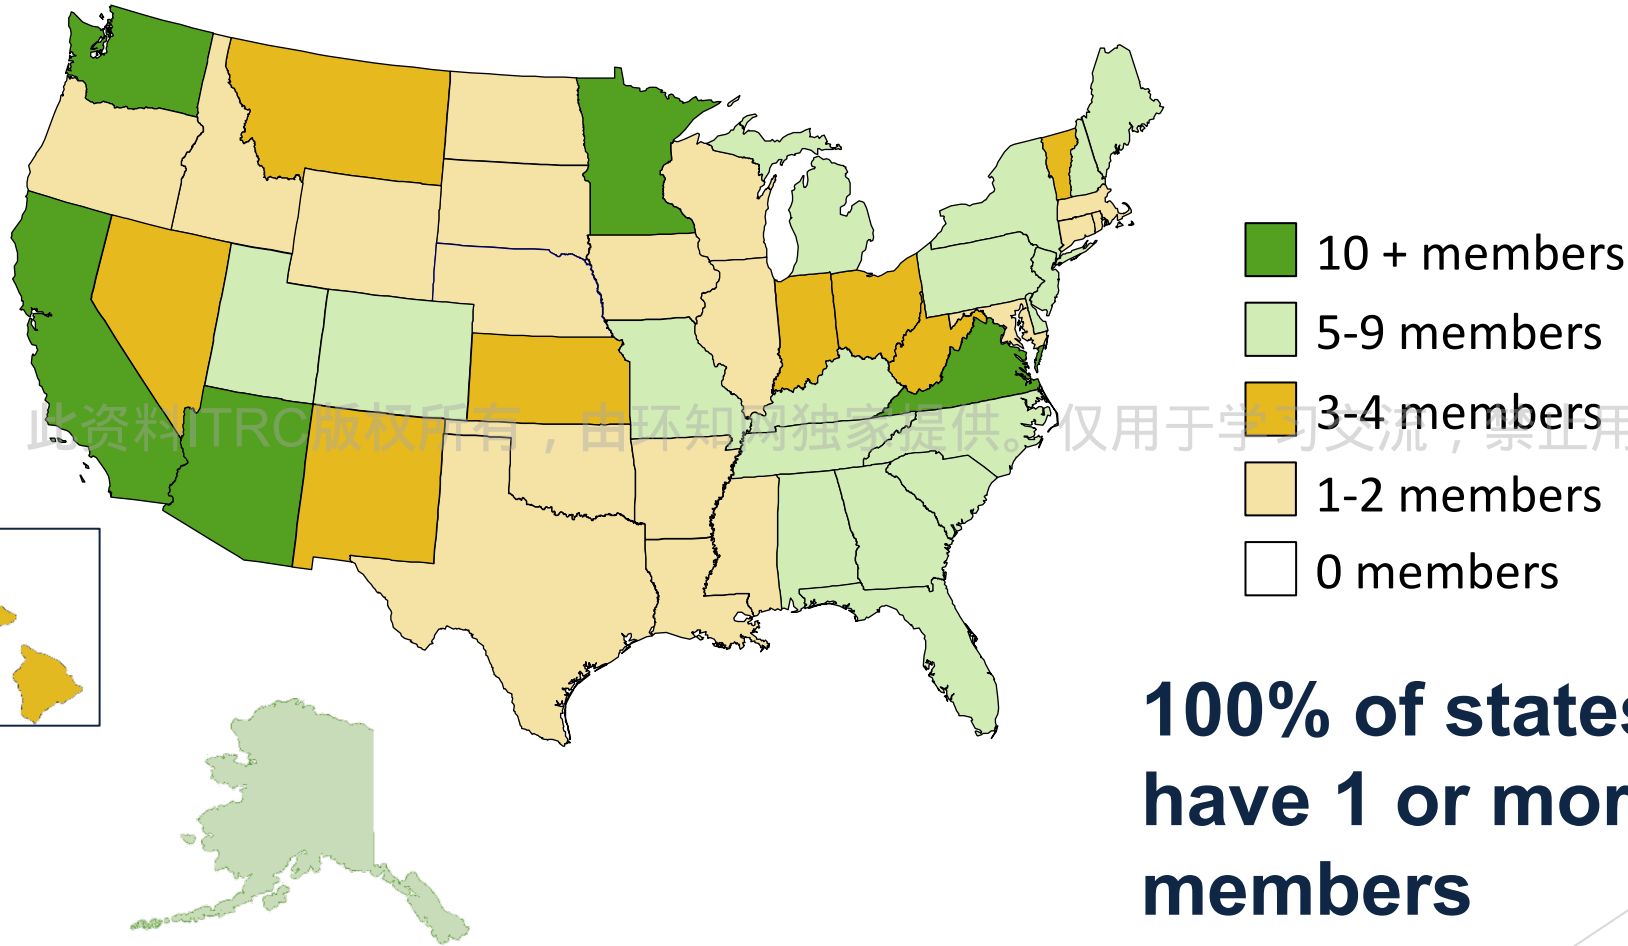 10 + members
5-9 members
3-4 members
1-2 members
0 members
此资料ITRC版权所有，由环知网独家提供。仅用于学习交流，禁止用
100% of states
have 1 or mor
members